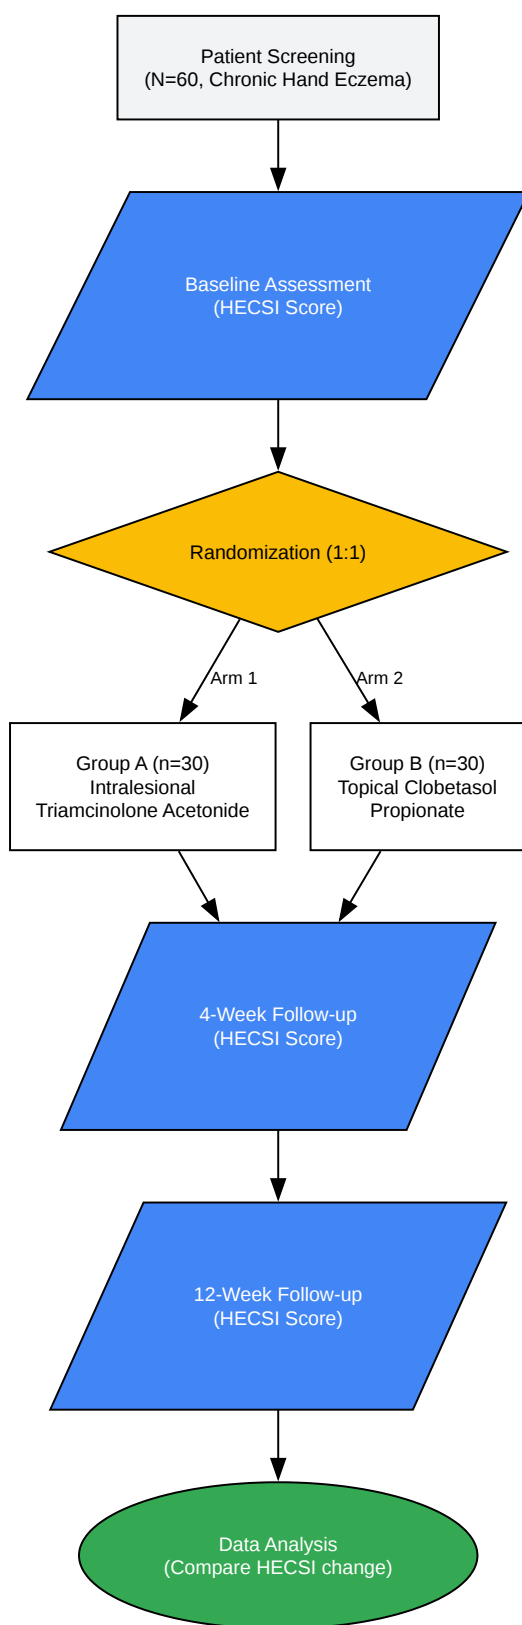 Patient Screening
(N=60, Chronic Hand Eczema)
Baseline Assessment
(HECSI Score)
Randomization (1:1)
Arm 1
Arm 2
Group A (n=30)
Intralesional
Triamcinolone Acetonide
Group B (n=30)
Topical Clobetasol
Propionate
4-Week Follow-up
(HECSI Score)
12-Week Follow-up
(HECSI Score)
Data Analysis
(Compare HECSI change)